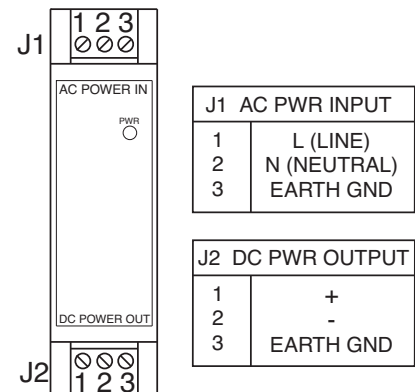 J1
1 2 3
AC POWER IN
PWR
DC POWER OUT
J2
1 2 3
J1 AC PWR INPUT
1 L (LINE)
2 N (NEUTRAL)
3 EARTH GND
J2 DC PWR OUTPUT
1 +
2 -
3 EARTH GND